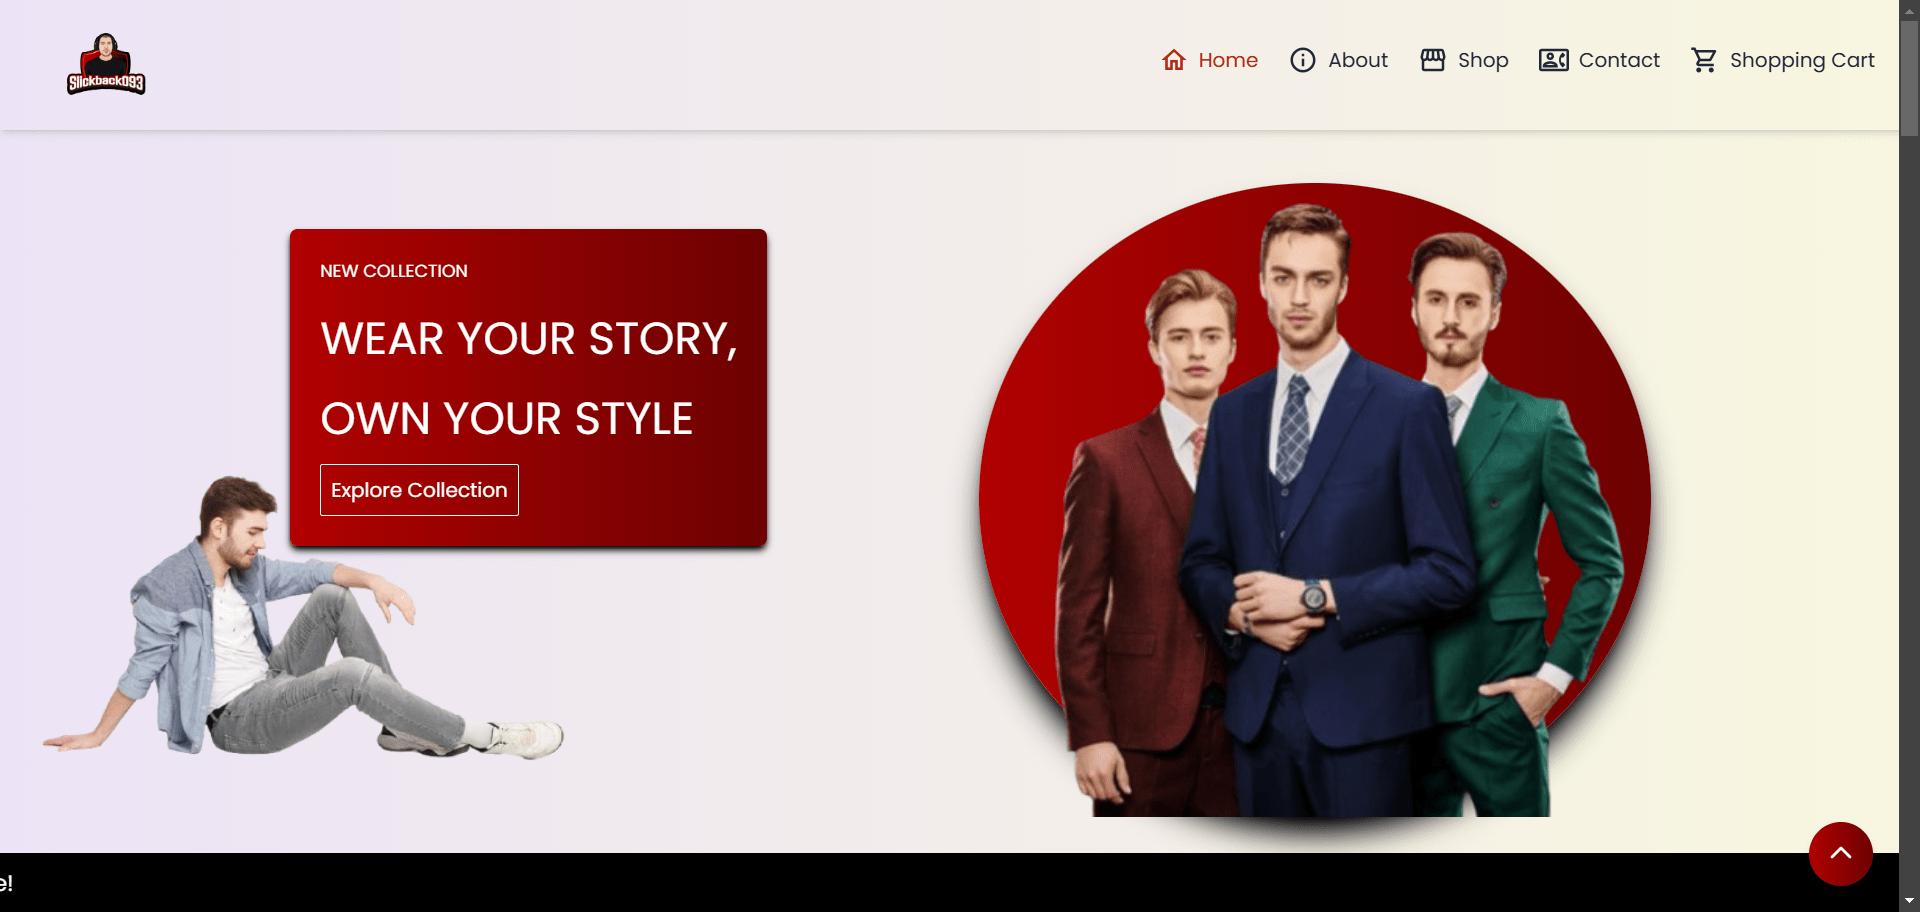 Slickback093
Home
About
Shop
Contact
Shopping Cart
NEW COLLECTION
WEAR YOUR STORY,
OWN YOUR STYLE
Explore Collection
e!